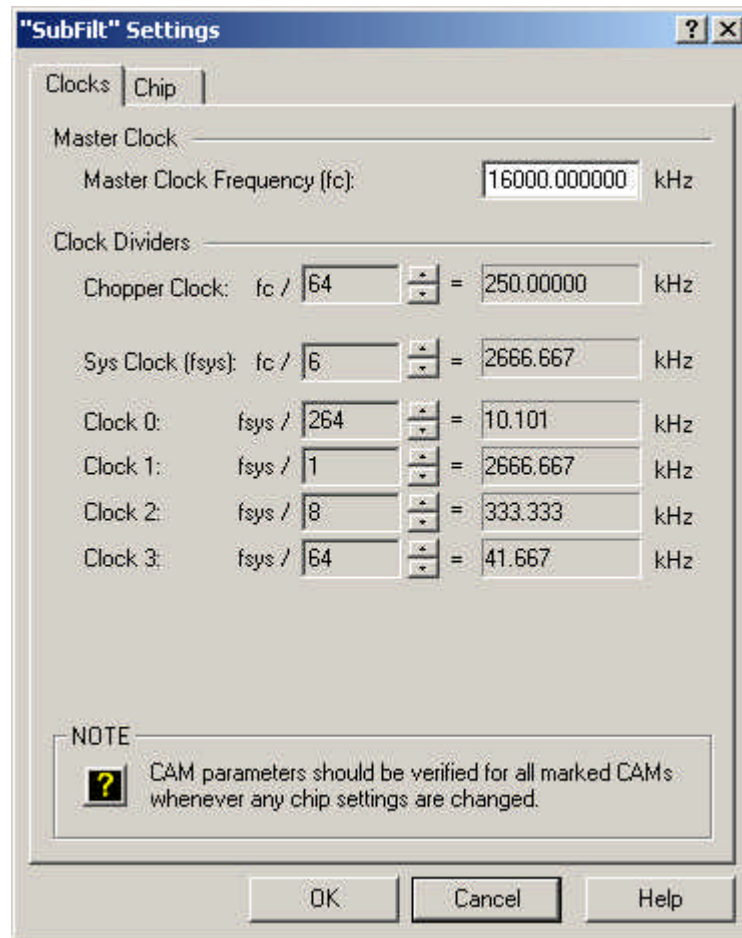 "SubFilt" Settings ? X
Clocks Chip
Master Clock
Master Clock Frequency (fc): 16000.000000 kHz
Clock Dividers
Chopper Clock: fc / 64 = 250.00000 kHz
Sys Clock (fsys): fc / 6 = 2666.667 kHz
Clock 0: fsys / 264 = 10.101 kHz
Clock 1: fsys / 1 = 2666.667 kHz
Clock 2: fsys / 8 = 333.333 kHz
Clock 3: fsys / 64 = 41.667 kHz
NOTE
? CAM parameters should be verified for all marked CAMs
whenever any chip settings are changed.
OK Cancel Help